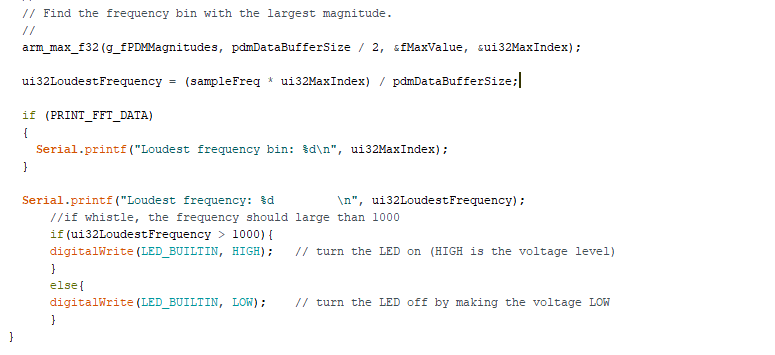 // Find the frequency bin with the largest magnitude.
//
arm_max_f32(g_fPDMMagnitudes, pdmDataBufferSize / 2, &fMaxValue, &ui32MaxIndex);
ui32LoudestFrequency = (sampleFreq * ui32MaxIndex) / pdmDataBufferSize;
if (PRINT_FFT_DATA)
{
Serial.printf("Loudest frequency bin: %d\n", ui32MaxIndex);
}
Serial.printf("Loudest frequency: %d         \n", ui32LoudestFrequency);
//if whistle, the frequency should large than 1000
if(ui32LoudestFrequency > 1000){
digitalWrite(LED_BUILTIN, HIGH);   // turn the LED on (HIGH is the voltage level)
}
else{
digitalWrite(LED_BUILTIN, LOW);    // turn the LED off by making the voltage LOW
}
}